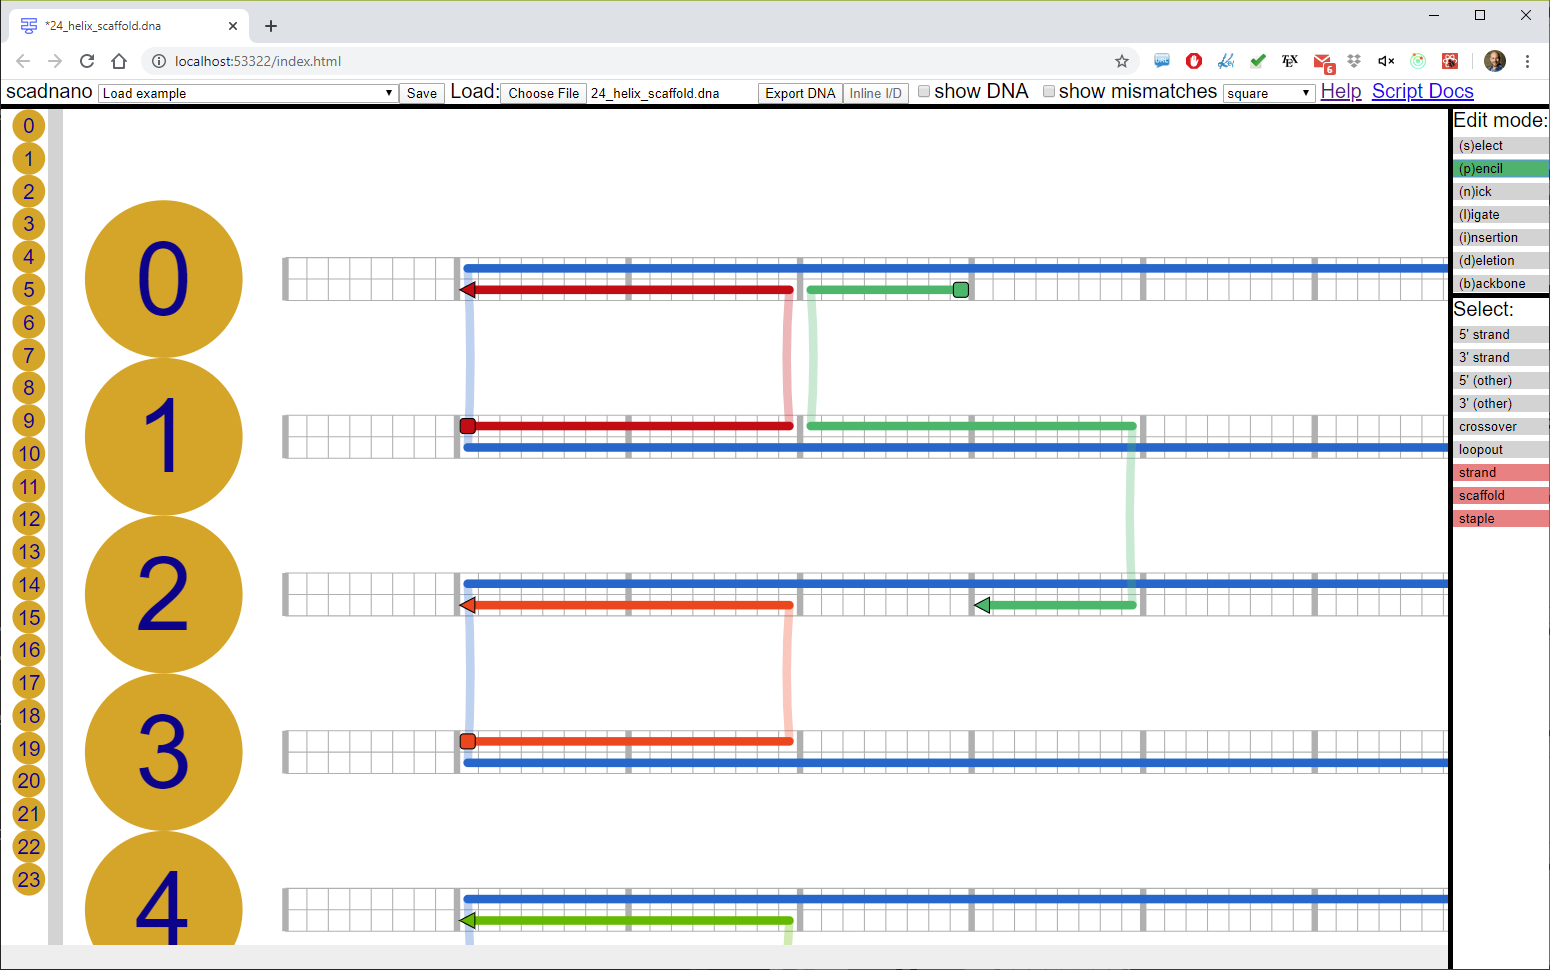 *24_helix_scaffold.dna
localhost:53322/index.html
6
scadnano Load example Save Load: Choose File 24_helix_scaffold.dna Export DNA Inline I/D show DNA show mismatches square Help Script Docs
0
1
2
3
4
5
6
7
8
9
10
11
12
13
14
15
16
17
18
19
20
21
22
23
0
1
2
3
4
Edit mode:
(s)elect
(p)encil
(n)ick
(l)igate
(i)nsertion
(d)eletion
(b)ackbone
Select:
5' strand
3' strand
5' (other)
3' (other)
crossover
loopout
strand
scaffold
staple